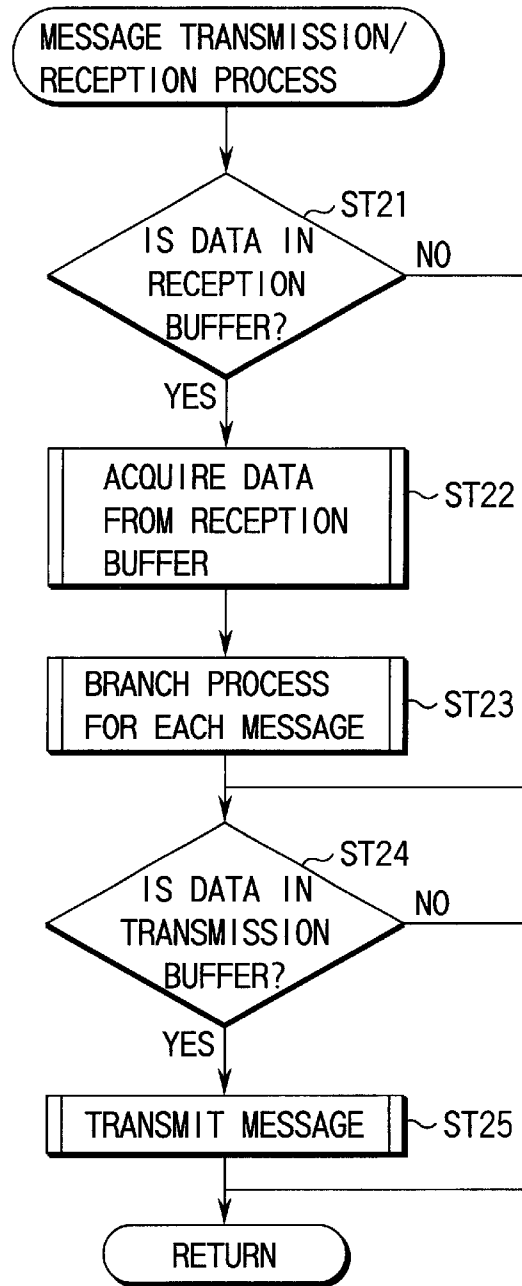 MESSAGE TRANSMISSION/
RECEPTION PROCESS
ST21
IS DATA IN
RECEPTION
BUFFER?
NO
YES
ACQUIRE DATA
FROM RECEPTION
BUFFER
ST22
BRANCH PROCESS
FOR EACH MESSAGE
ST23
ST24
IS DATA IN
TRANSMISSION
BUFFER?
NO
YES
TRANSMIT MESSAGE
ST25
RETURN